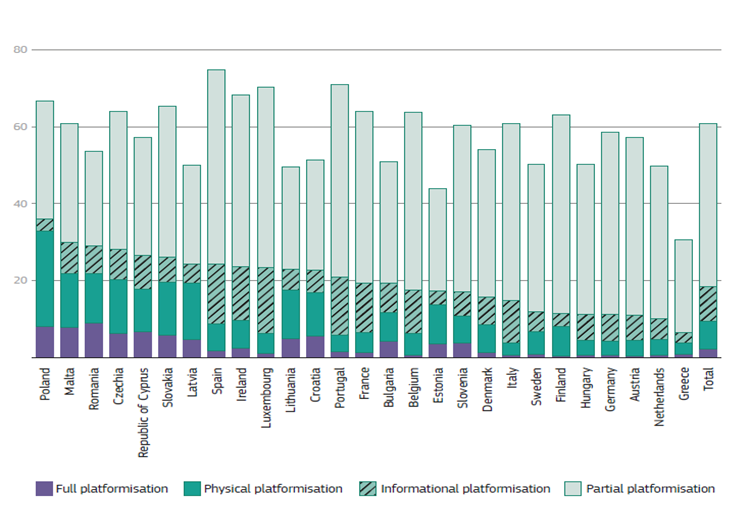 80
60
40
20
Poland
Malta
Romania
Czechia
Republic of Cyprus
Slovakia
Latvia
Spain
Ireland
Luxembourg
Lithuania
Croatia
Portugal
France
Bulgaria
Belgium
Estonia
Slovenia
Denmark
Italy
Sweden
Finland
Hungary
Germany
Austria
Netherlands
Greece
Total
Full platformisation Physical platformisation Informational platformisation Partial platformisation